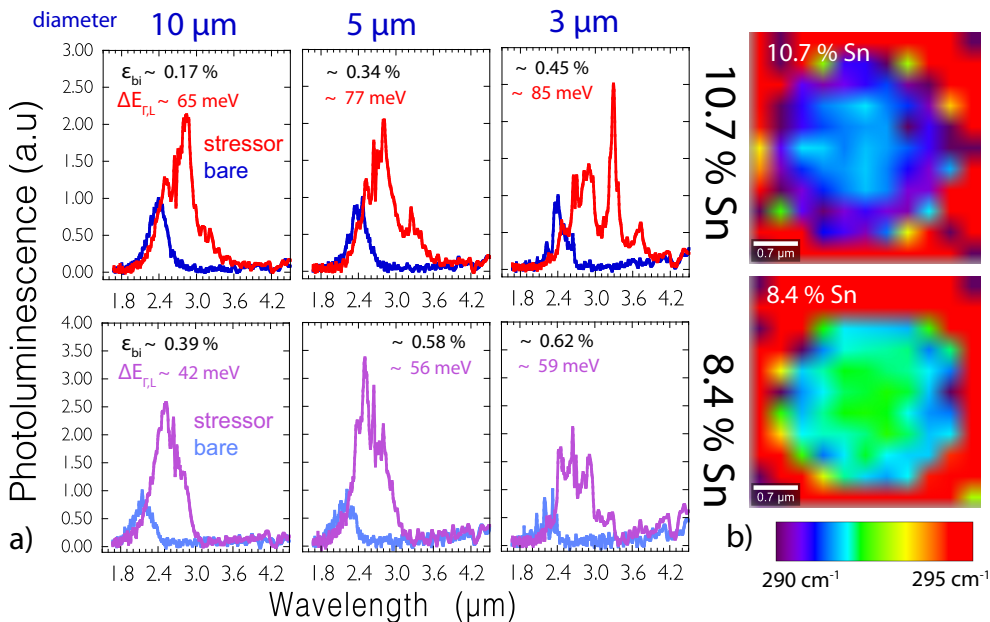 diameter 10 µm 5 µm 3 µm
Photoluminescence (a.u)
3.00
2.50
2.00
1.50
1.00
0.50
0.00
ε_bi ~ 0.17 %
ΔE_Γ,L ~ 65 meV
stressor
bare
1.8 2.4 3.0 3.6 4.2
~ 0.34 %
~ 77 meV
1.8 2.4 3.0 3.6 4.2
~ 0.45 %
~ 85 meV
1.8 2.4 3.0 3.6 4.2
10.7 % Sn
4.00
3.50
3.00
2.50
2.00
1.50
1.00
0.50
0.00
ε_bi ~ 0.39 %
ΔE_Γ,L ~ 42 meV
stressor
bare
1.8 2.4 3.0 3.6 4.2
~ 0.58 %
~ 56 meV
1.8 2.4 3.0 3.6 4.2
~ 0.62 %
~ 59 meV
1.8 2.4 3.0 3.6 4.2
8.4 % Sn
a)
Wavelength (µm)
10.7 % Sn
0.7 µm
8.4 % Sn
0.7 µm
b)
290 cm⁻¹ 295 cm⁻¹